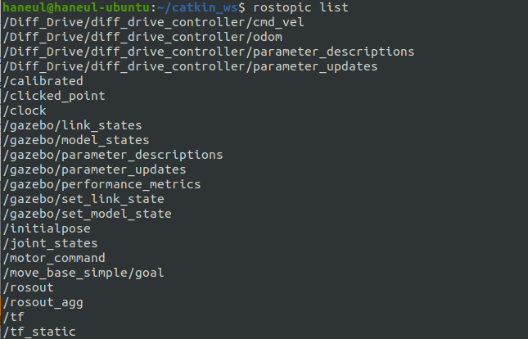 haneul@haneul-ubuntu:~/catkin_ws$ rostopic list
/Diff_Drive/diff_drive_controller/cmd_vel
/Diff_Drive/diff_drive_controller/odom
/Diff_Drive/diff_drive_controller/parameter_descriptions
/Diff_Drive/diff_drive_controller/parameter_updates
/calibrated
/clicked_point
/clock
/gazebo/link_states
/gazebo/model_states
/gazebo/parameter_descriptions
/gazebo/parameter_updates
/gazebo/performance_metrics
/gazebo/set_link_state
/gazebo/set_model_state
/initialpose
/joint_states
/motor_command
/move_base_simple/goal
/rosout
/rosout_agg
/tf
/tf_static